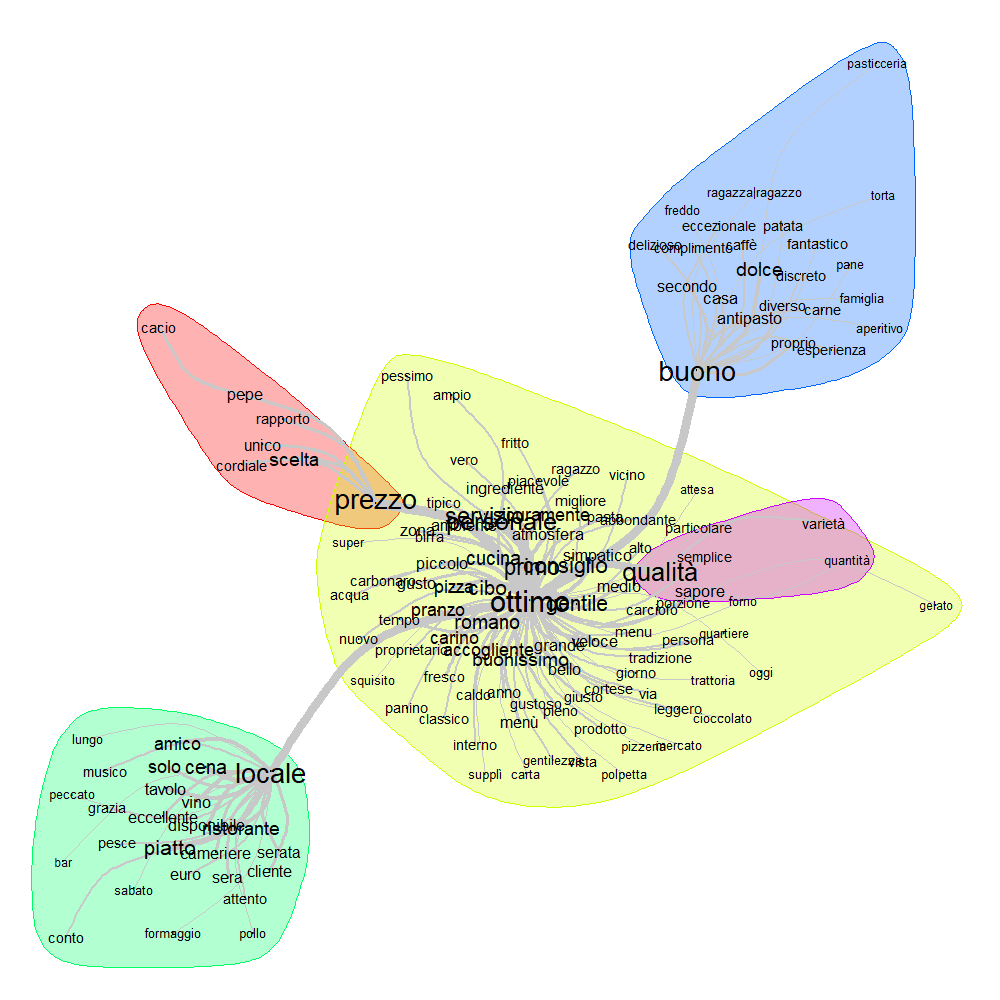 pasticceria
ragazza|ragazzo
torta
freddo
eccezionale
patata
delizioso
complimento
caffè
fantastico
dolce
discreto
pane
secondo
casa
diverso
carne
famiglia
antipasto
aperitivo
proprio
esperienza
buono
cacio
pepe
rapporto
unico
cordiale
scelta
prezzo
pessimo
ampio
fritto
vero
ragazzo
piacevole
vicino
ingrediente
attesa
tipico
migliore
servizio
sicuramente
pasta
abbondante
personale
particolare
varietà
zona
ambiente
birra
atmosfera
super
alto
simpatico
semplice
quantità
cucina
primo
consiglio
piccolo
qualità
carbonara
gusto
pizza
cibo
medio
sapore
acqua
ottimo
gentile
porzione
forno
gelato
pranzo
carciofo
tempo
romano
menu
quartiere
nuovo
carino
grande
veloce
persona
proprietario
accogliente
buonissimo
tradizione
bello
giorno
trattoria
oggi
squisito
fresco
caldo
anno
cortese
via
panino
gustoso
giusto
leggero
classico
pieno
cioccolato
menù
prodotto
interno
pizzeria
mercato
gentilezza
vista
supplì
carta
polpetta
lungo
amico
musico
solo
cena
locale
peccato
tavolo
grazia
vino
eccellente
disponibile
ristorante
pesce
piatto
cameriere
serata
bar
euro
sera
cliente
sabato
attento
conto
formaggio
pollo